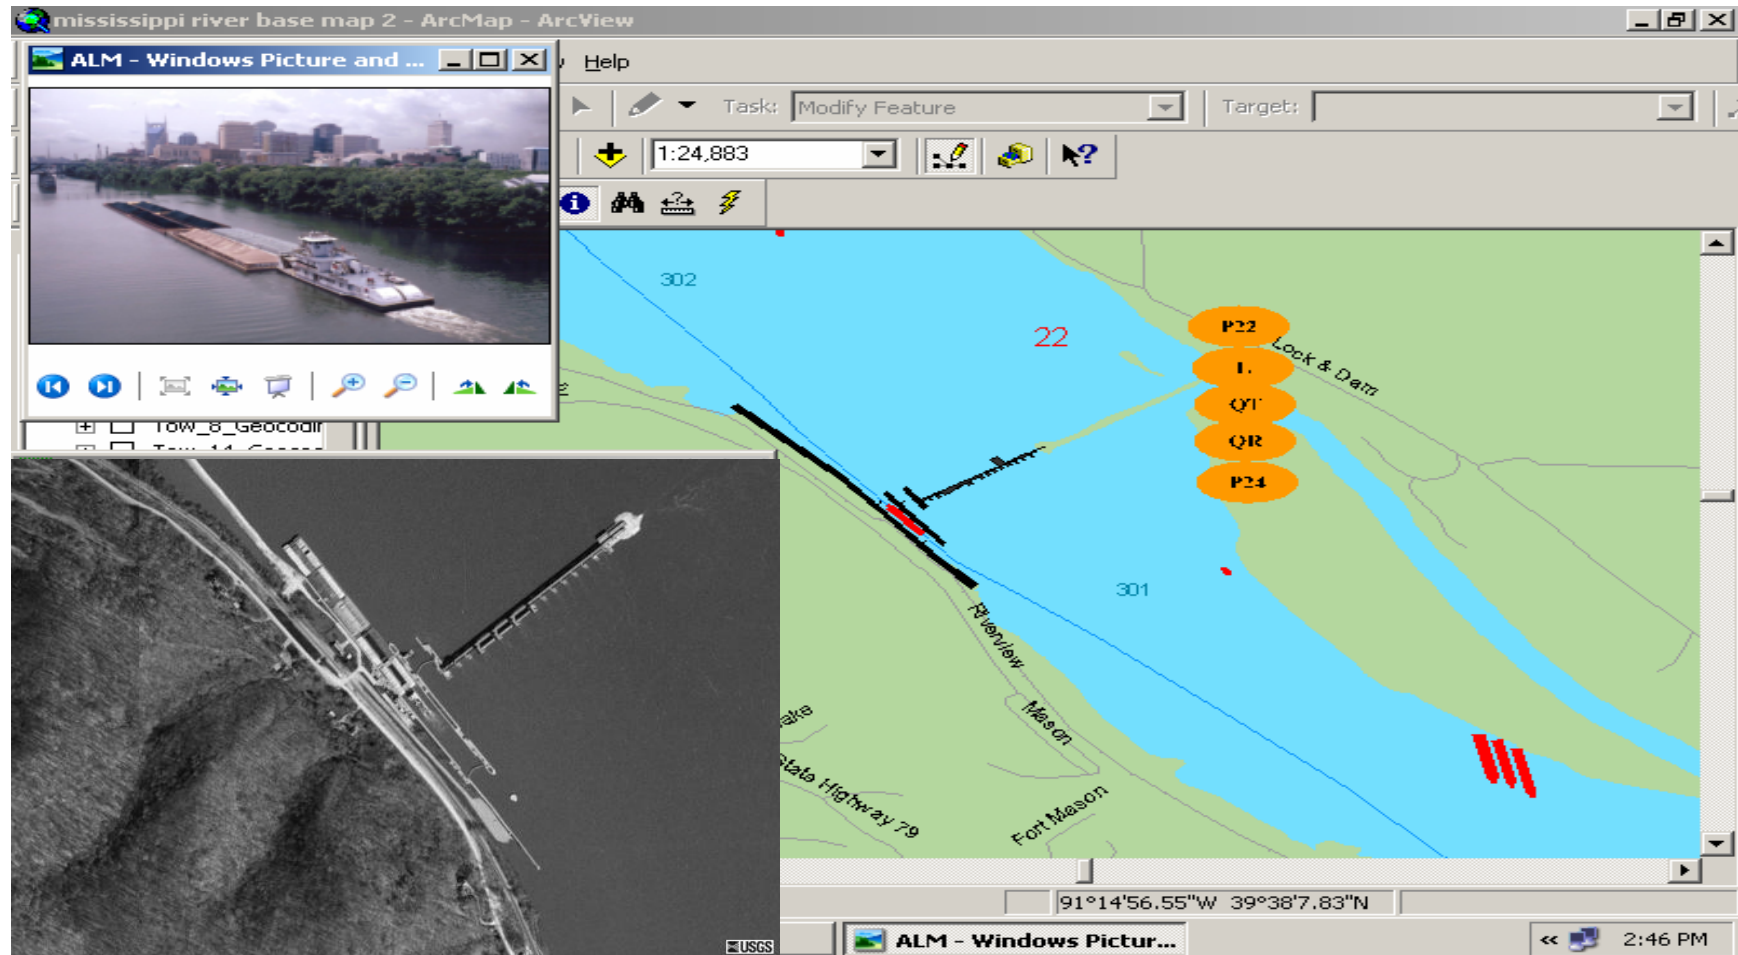 mississippi river base map 2 - ArcMap - ArcView
ALM - Windows Picture and ...
Help
Task:
Modify Feature
Target:
1:24,883
302
22
P22
L
QT
QR
P24
Lock & Dam
Tow_8_Geocodin
301
Riverview
Mason
State Highway 79
Fort Mason
USGS
91°14'56.55"W 39°38'7.83"N
ALM - Windows Pictur...
<< 2:46 PM